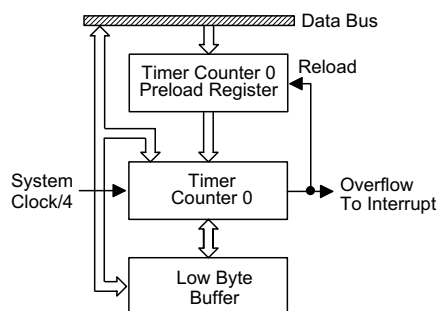 Data Bus
Timer Counter 0
Preload Register
Reload
System
Clock/4
Timer
Counter 0
Overflow
To Interrupt
Low Byte
Buffer